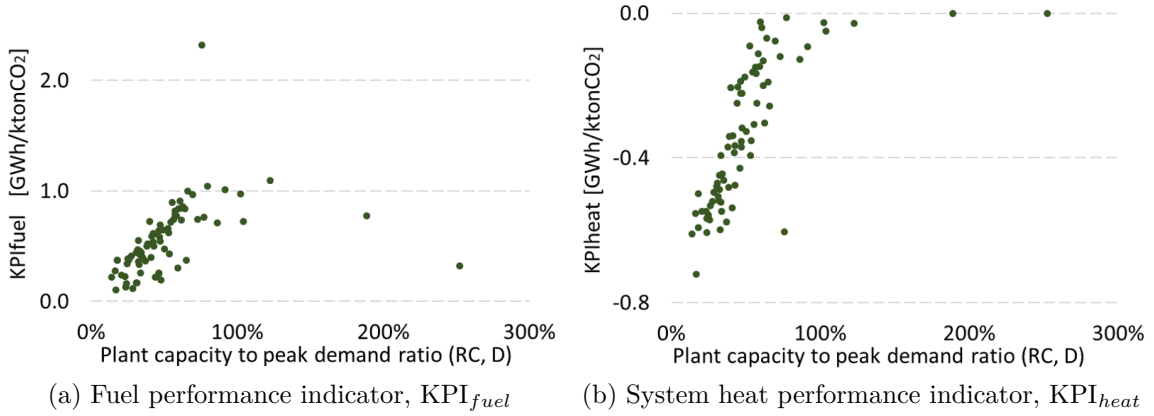 KPIfuel [GWh/ktonCO2]
2.0
1.0
0.0
0% 100% 200% 300%
Plant capacity to peak demand ratio (RC, D)
(a) Fuel performance indicator, KPIfuel
KPIheat [GWh/ktonCO2]
0.0
-0.4
-0.8
0% 100% 200% 300%
Plant capacity to peak demand ratio (RC, D)
(b) System heat performance indicator, KPIheat